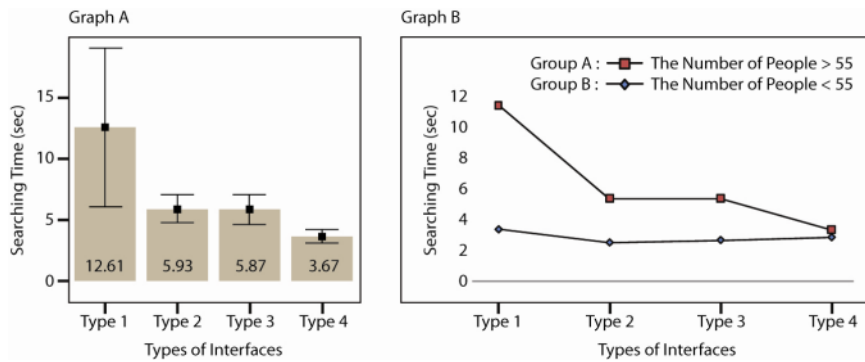 Graph A
Searching Time (sec)
15
10
5
0
12.61
5.93
5.87
3.67
Type 1
Type 2
Type 3
Type 4
Types of Interfaces
Graph B
Group A : The Number of People > 55
Group B : The Number of People < 55
Searching Time (sec)
12
10
8
6
4
2
0
Type 1
Type 2
Type 3
Type 4
Types of Interfaces